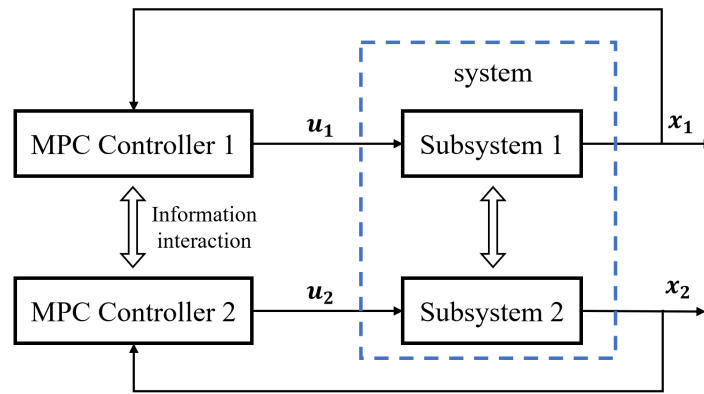 system
MPC Controller 1
u₁
Subsystem 1
x₁
Information
interaction
MPC Controller 2
u₂
Subsystem 2
x₂